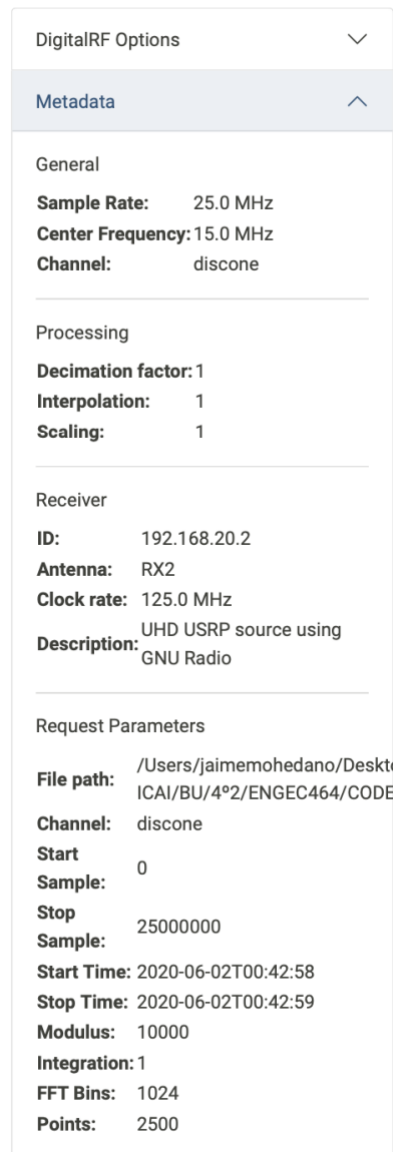 DigitalRF Options
Metadata
General
Sample Rate: 25.0 MHz
Center Frequency: 15.0 MHz
Channel: discone
Processing
Decimation factor: 1
Interpolation: 1
Scaling: 1
Receiver
ID: 192.168.20.2
Antenna: RX2
Clock rate: 125.0 MHz
Description: UHD USRP source using
GNU Radio
Request Parameters
File path: /Users/jaimemohedano/Deskto
ICAI/BU/4º2/ENGEC464/CODE
Channel: discone
Start
Sample: 0
Stop
Sample: 25000000
Start Time: 2020-06-02T00:42:58
Stop Time: 2020-06-02T00:42:59
Modulus: 10000
Integration: 1
FFT Bins: 1024
Points: 2500